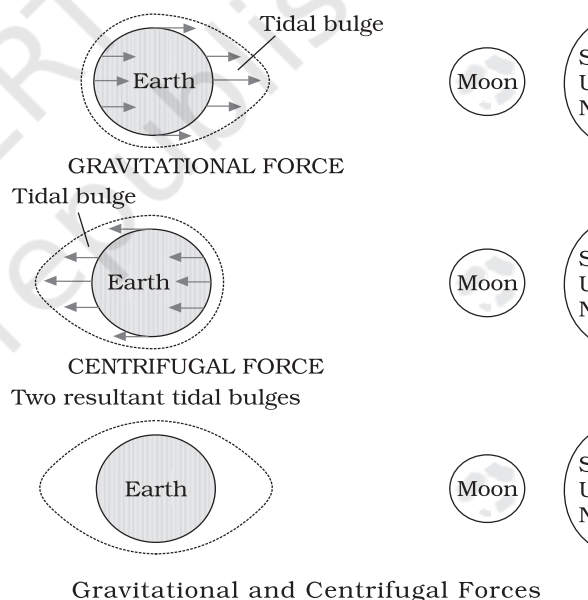 Tidal bulge
Earth
Moon
S
U
N
GRAVITATIONAL FORCE
Tidal bulge
Earth
Moon
S
U
N
CENTRIFUGAL FORCE
Two resultant tidal bulges
Earth
Moon
S
U
N
Gravitational and Centrifugal Forces